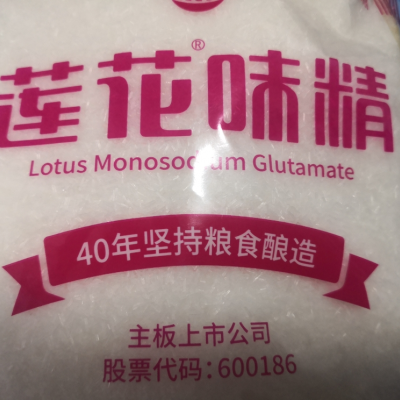 莲花味精
®
Lotus Monosodium Glutamate
40年坚持粮食酿造
主板上市公司
股票代码:600186